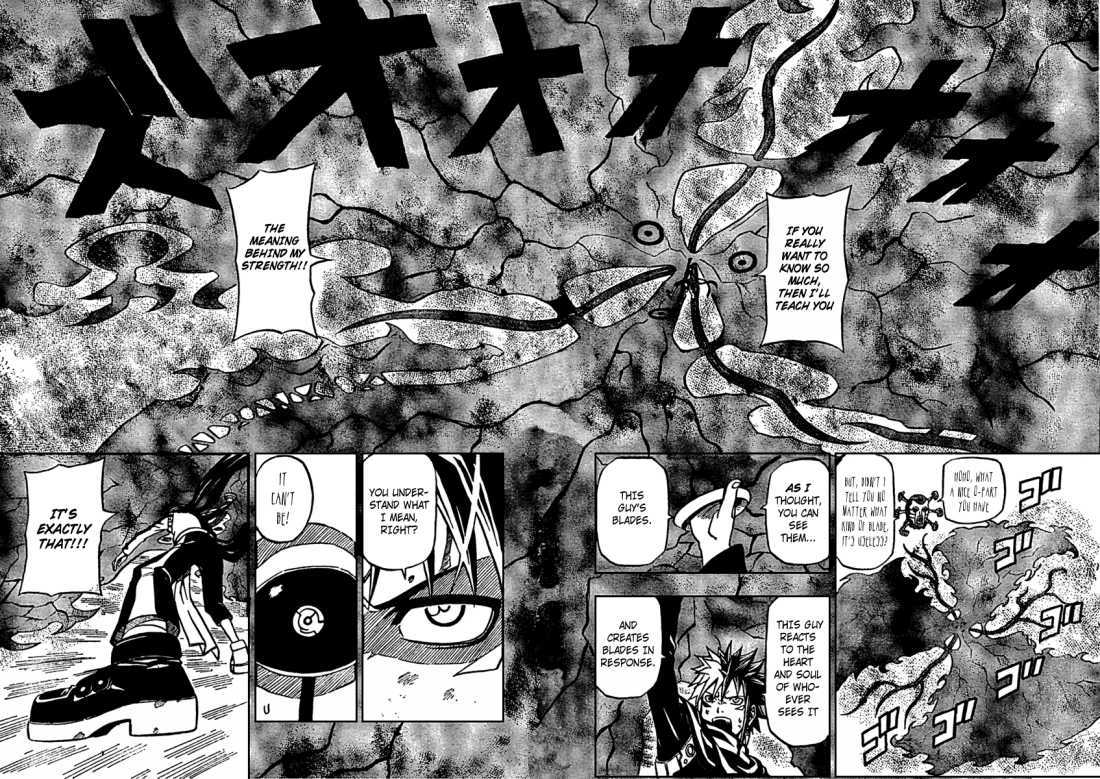 ズオオオオオオ
IF YOU
REALLY
WANT TO
KNOW SO
MUCH,
THEN I'LL
TEACH YOU
THE
MEANING
BEHIND MY
STRENGTH!!
HOHO, WHAT
A NICE O-PART
YOU HAVE
BUT, DIDN'T I
TELL YOU NO
MATTER WHAT
KIND OF BLADE,
IT'S USELESS?
ゴゴゴゴゴゴ
AS I
THOUGHT,
YOU CAN
SEE
THEM...
THIS
GUY'S
BLADES.
THIS GUY
REACTS
TO THE
HEART
AND SOUL
OF WHO-
EVER
SEES IT
AND
CREATES
BLADES IN
RESPONSE.
YOU UNDER-
STAND WHAT
I MEAN,
RIGHT?
IT
CAN'T
BE!
IT'S
EXACTLY
THAT!!!